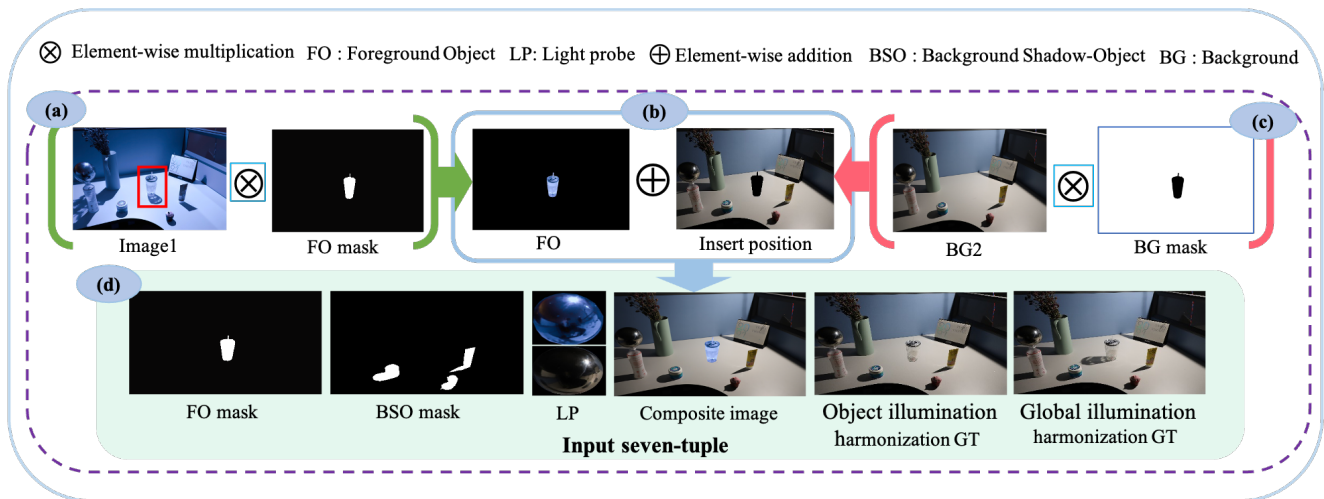 Element-wise multiplication FO : Foreground Object LP: Light probe Element-wise addition BSO : Background Shadow-Object BG : Background
(a)
(b)
(c)
Image1
FO mask
FO
Insert position
BG2
BG mask
(d)
FO mask
BSO mask
LP
Composite image
Object illumination
harmonization GT
Global illumination
harmonization GT
Input seven-tuple